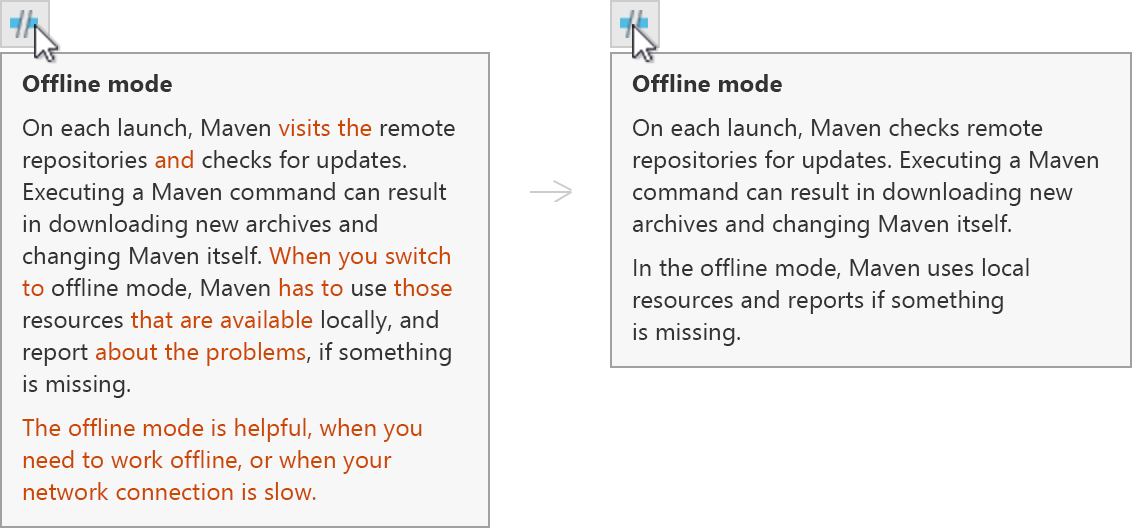 Offline mode
On each launch, Maven visits the remote
repositories and checks for updates.
Executing a Maven command can result
in downloading new archives and
changing Maven itself. When you switch
to offline mode, Maven has to use those
resources that are available locally, and
report about the problems, if something
is missing.
The offline mode is helpful, when you
need to work offline, or when your
network connection is slow.
Offline mode
On each launch, Maven checks remote
repositories for updates. Executing a Maven
command can result in downloading new
archives and changing Maven itself.
In the offline mode, Maven uses local
resources and reports if something
is missing.